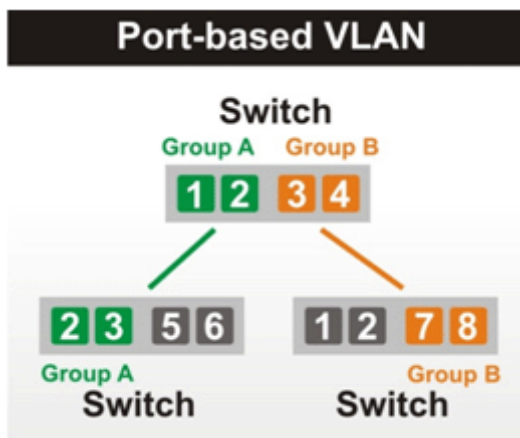 Port-based VLAN
Switch
Group A Group B
1 2 3 4
2 3 5 6 1 2 7 8
Group A Group B
Switch Switch